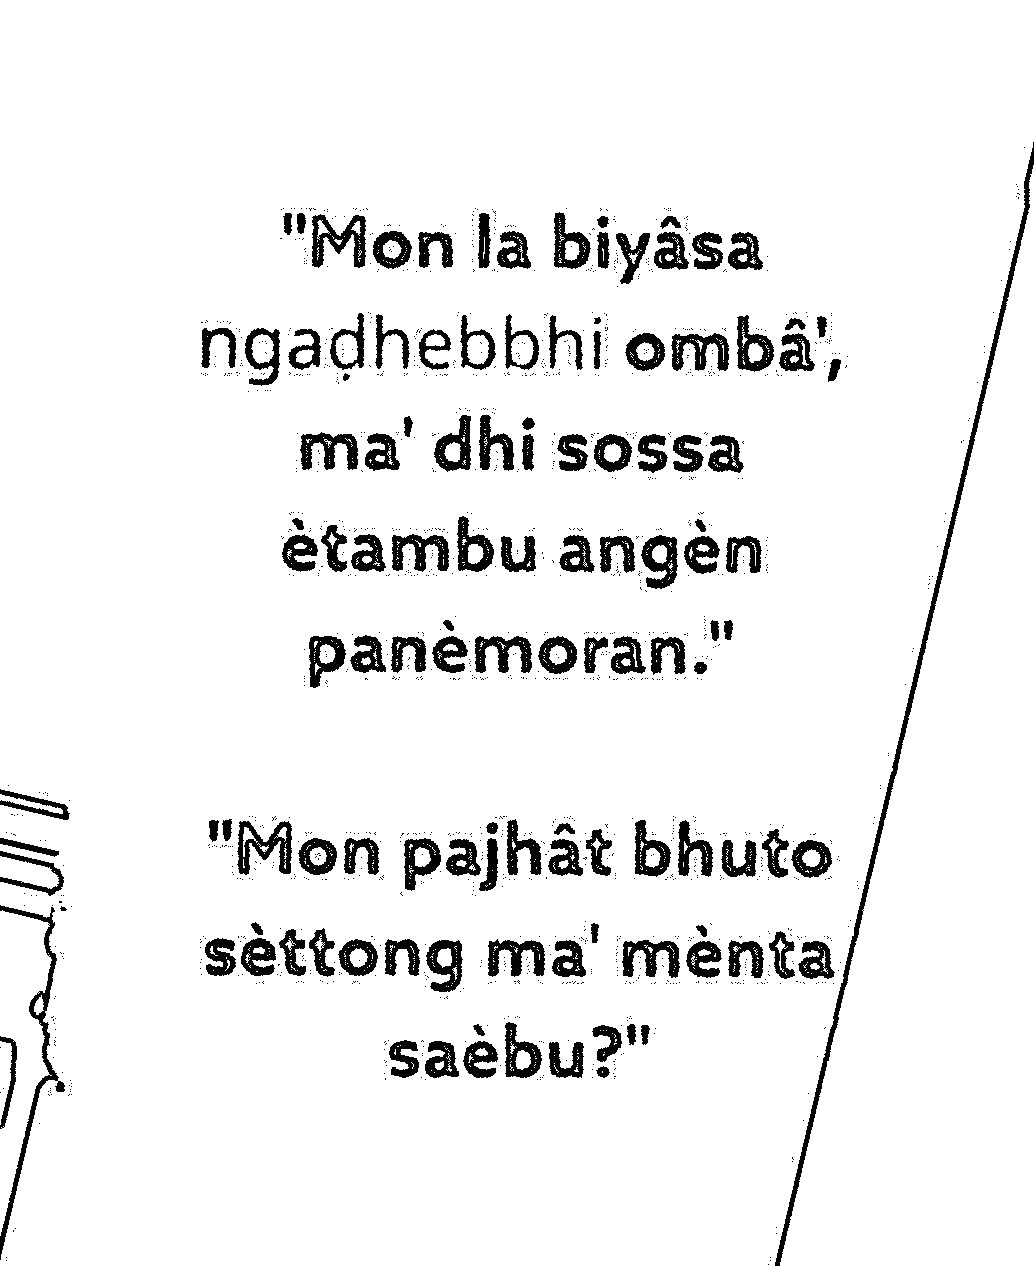 "Mon la biyâsa
ngaḍhebbhi ombâ',
ma' dhi sossa
ètambu angèn
panèmoran."
"Mon pajhât bhuto
sèttong ma' mènta
saèbu?"